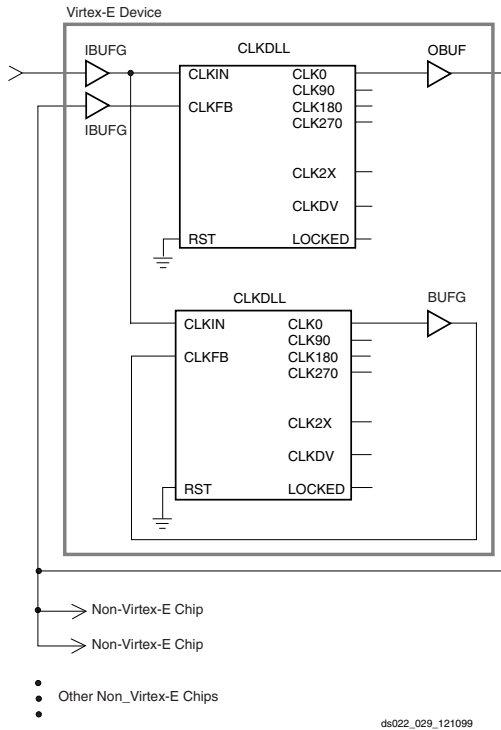 Virtex-E Device
IBUFG
CLKDLL
OBUF
CLKIN
CLK0
CLK90
CLKFB
CLK180
IBUFG
CLK270
CLK2X
CLKDV
RST
LOCKED
CLKDLL
BUFG
CLKIN
CLK0
CLK90
CLKFB
CLK180
CLK270
CLK2X
CLKDV
RST
LOCKED
Non-Virtex-E Chip
Non-Virtex-E Chip
Other Non_Virtex-E Chips
ds022_029_121099